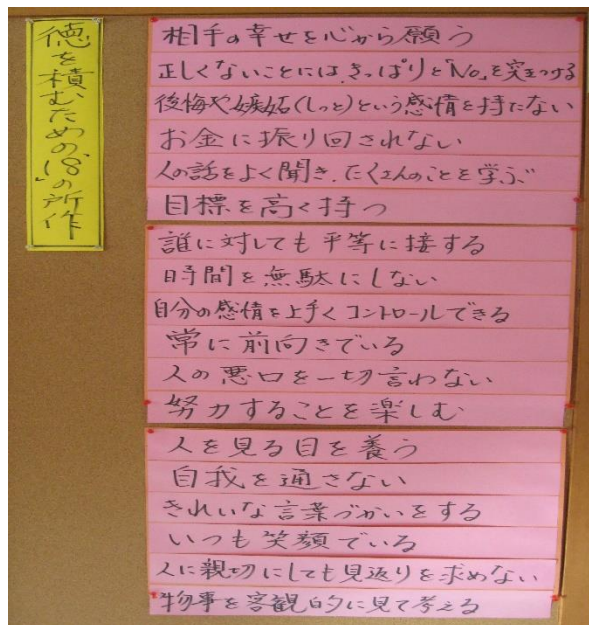 徳を積むための"18"の所作
相手の幸せを心から願う
正しくないことには、きっぱりと「No」を突きつける
後悔や嫉妬(しっと)という感情を持たない
お金に振り回されない
人の話をよく聞き、たくさんのことを学ぶ
目標を高く持つ
誰に対しても平等に接する
時間を無駄にしない
自分の感情を上手くコントロールできる
常に前向きでいる
人の悪口を一切言わない
努力することを楽しむ
人を見る目を養う
自我を通さない
きれいな言葉づかいをする
いつも笑顔でいる
人に親切にしても見返りを求めない
物事を客観的に見て考える